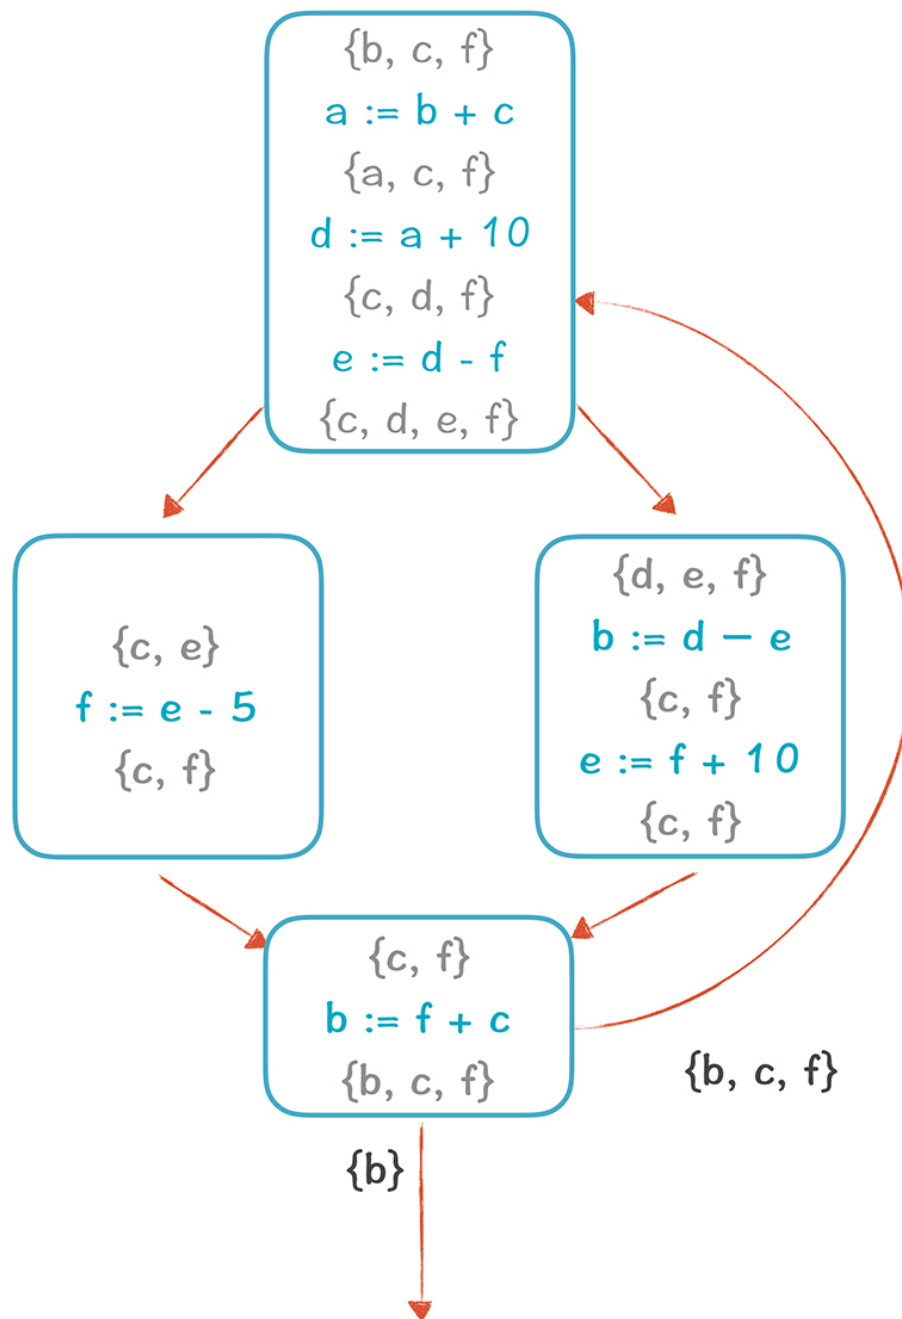 {b, c, f}
a := b + c
{a, c, f}
d := a + 10
{c, d, f}
e := d - f
{c, d, e, f}
{c, e}
f := e - 5
{c, f}
{d, e, f}
b := d — e
{c, f}
e := f + 10
{c, f}
{c, f}
b := f + c
{b, c, f}
{b, c, f}
{b}